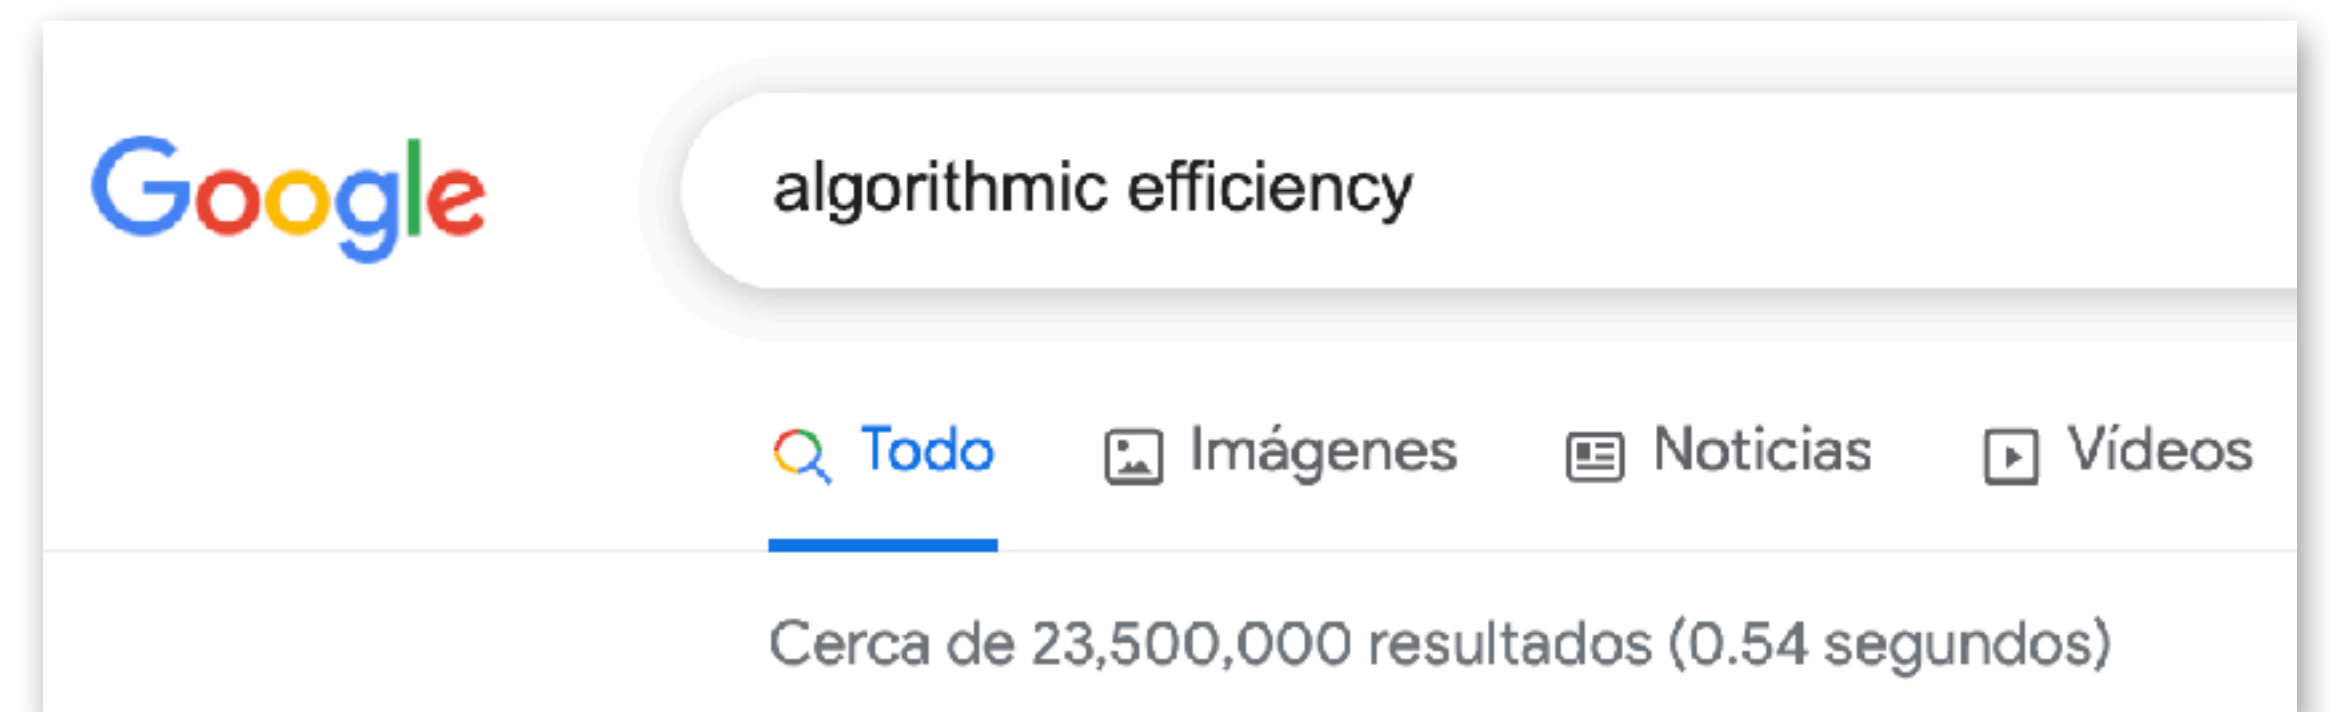 Google
algorithmic efficiency
Todo Imágenes Noticias Vídeos
Cerca de 23,500,000 resultados (0.54 segundos)